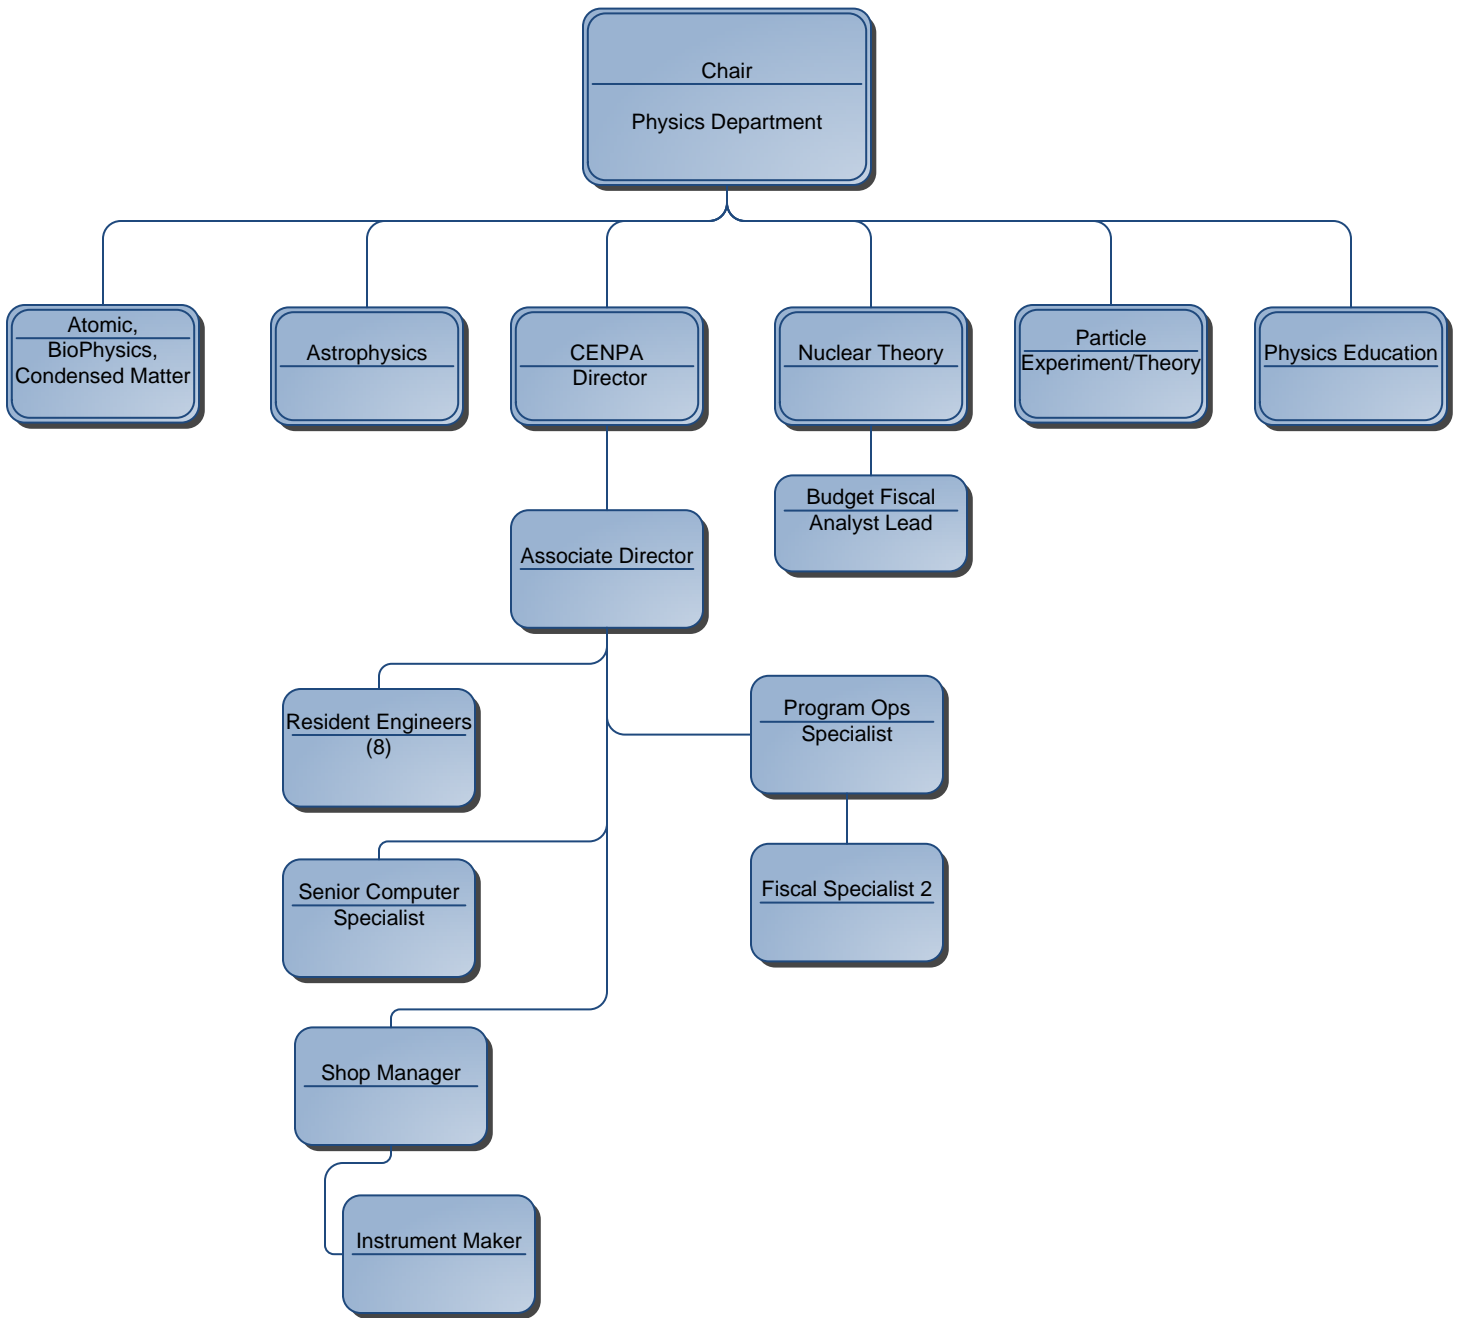 Chair
Physics Department
Atomic,
BioPhysics,
Condensed Matter
Astrophysics
CENPA
Director
Nuclear Theory
Particle
Experiment/Theory
Physics Education
Budget Fiscal
Analyst Lead
Associate Director
Resident Engineers
(8)
Program Ops
Specialist
Senior Computer
Specialist
Fiscal Specialist 2
Shop Manager
Instrument Maker